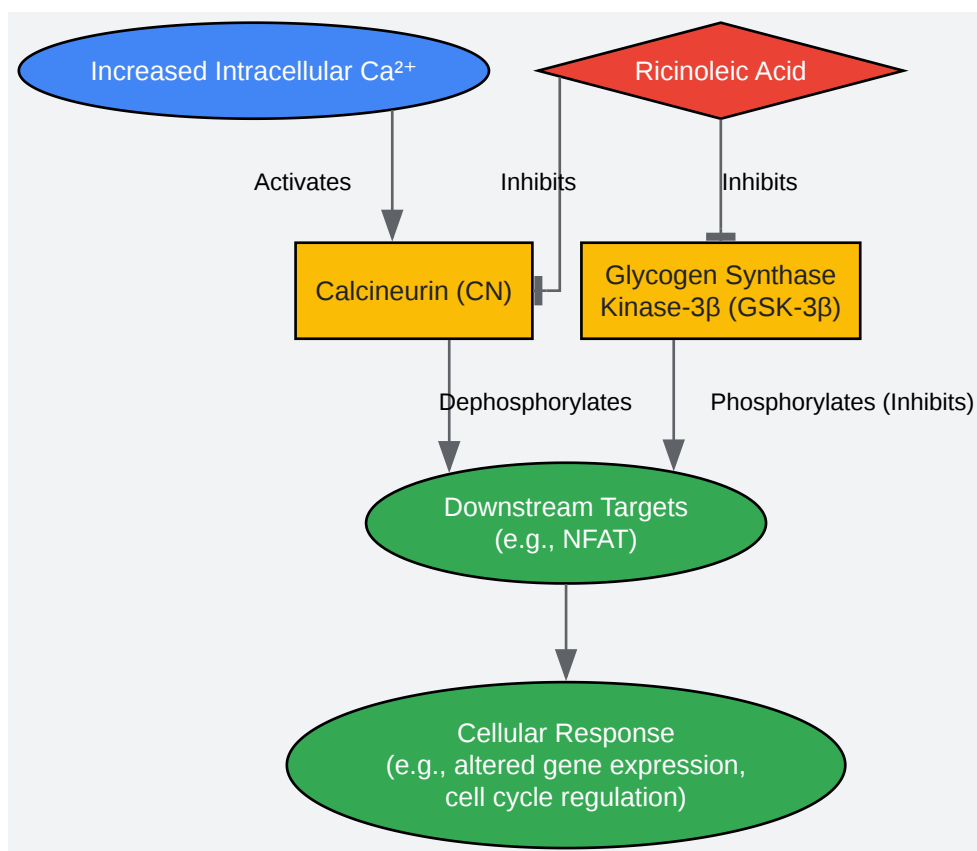 Increased Intracellular Ca²⁺
Ricinoleic Acid
Activates
Inhibits
Inhibits
Calcineurin (CN)
Glycogen Synthase
Kinase-3β (GSK-3β)
Dephosphorylates
Phosphorylates (Inhibits)
Downstream Targets
(e.g., NFAT)
Cellular Response
(e.g., altered gene expression,
cell cycle regulation)